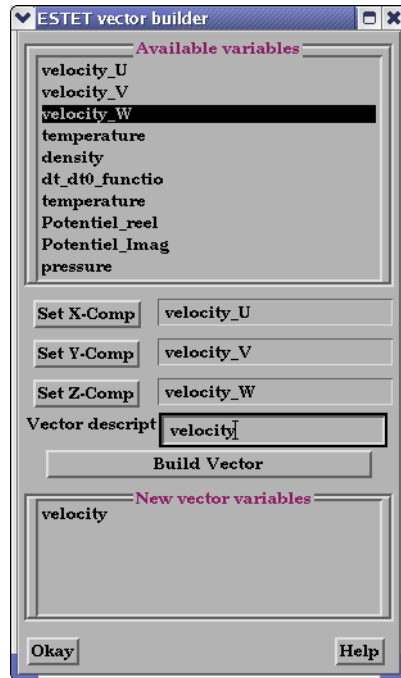 ESTET vector builder
Available variables
velocity_U
velocity_V
velocity_W
temperature
density
dt_dt0_functio
temperature
Potentiel_reel
Potentiel_Imag
pressure
Set X-Comp velocity_U
Set Y-Comp velocity_V
Set Z-Comp velocity_W
Vector descript velocity
Build Vector
New vector variables
velocity
Okay Help